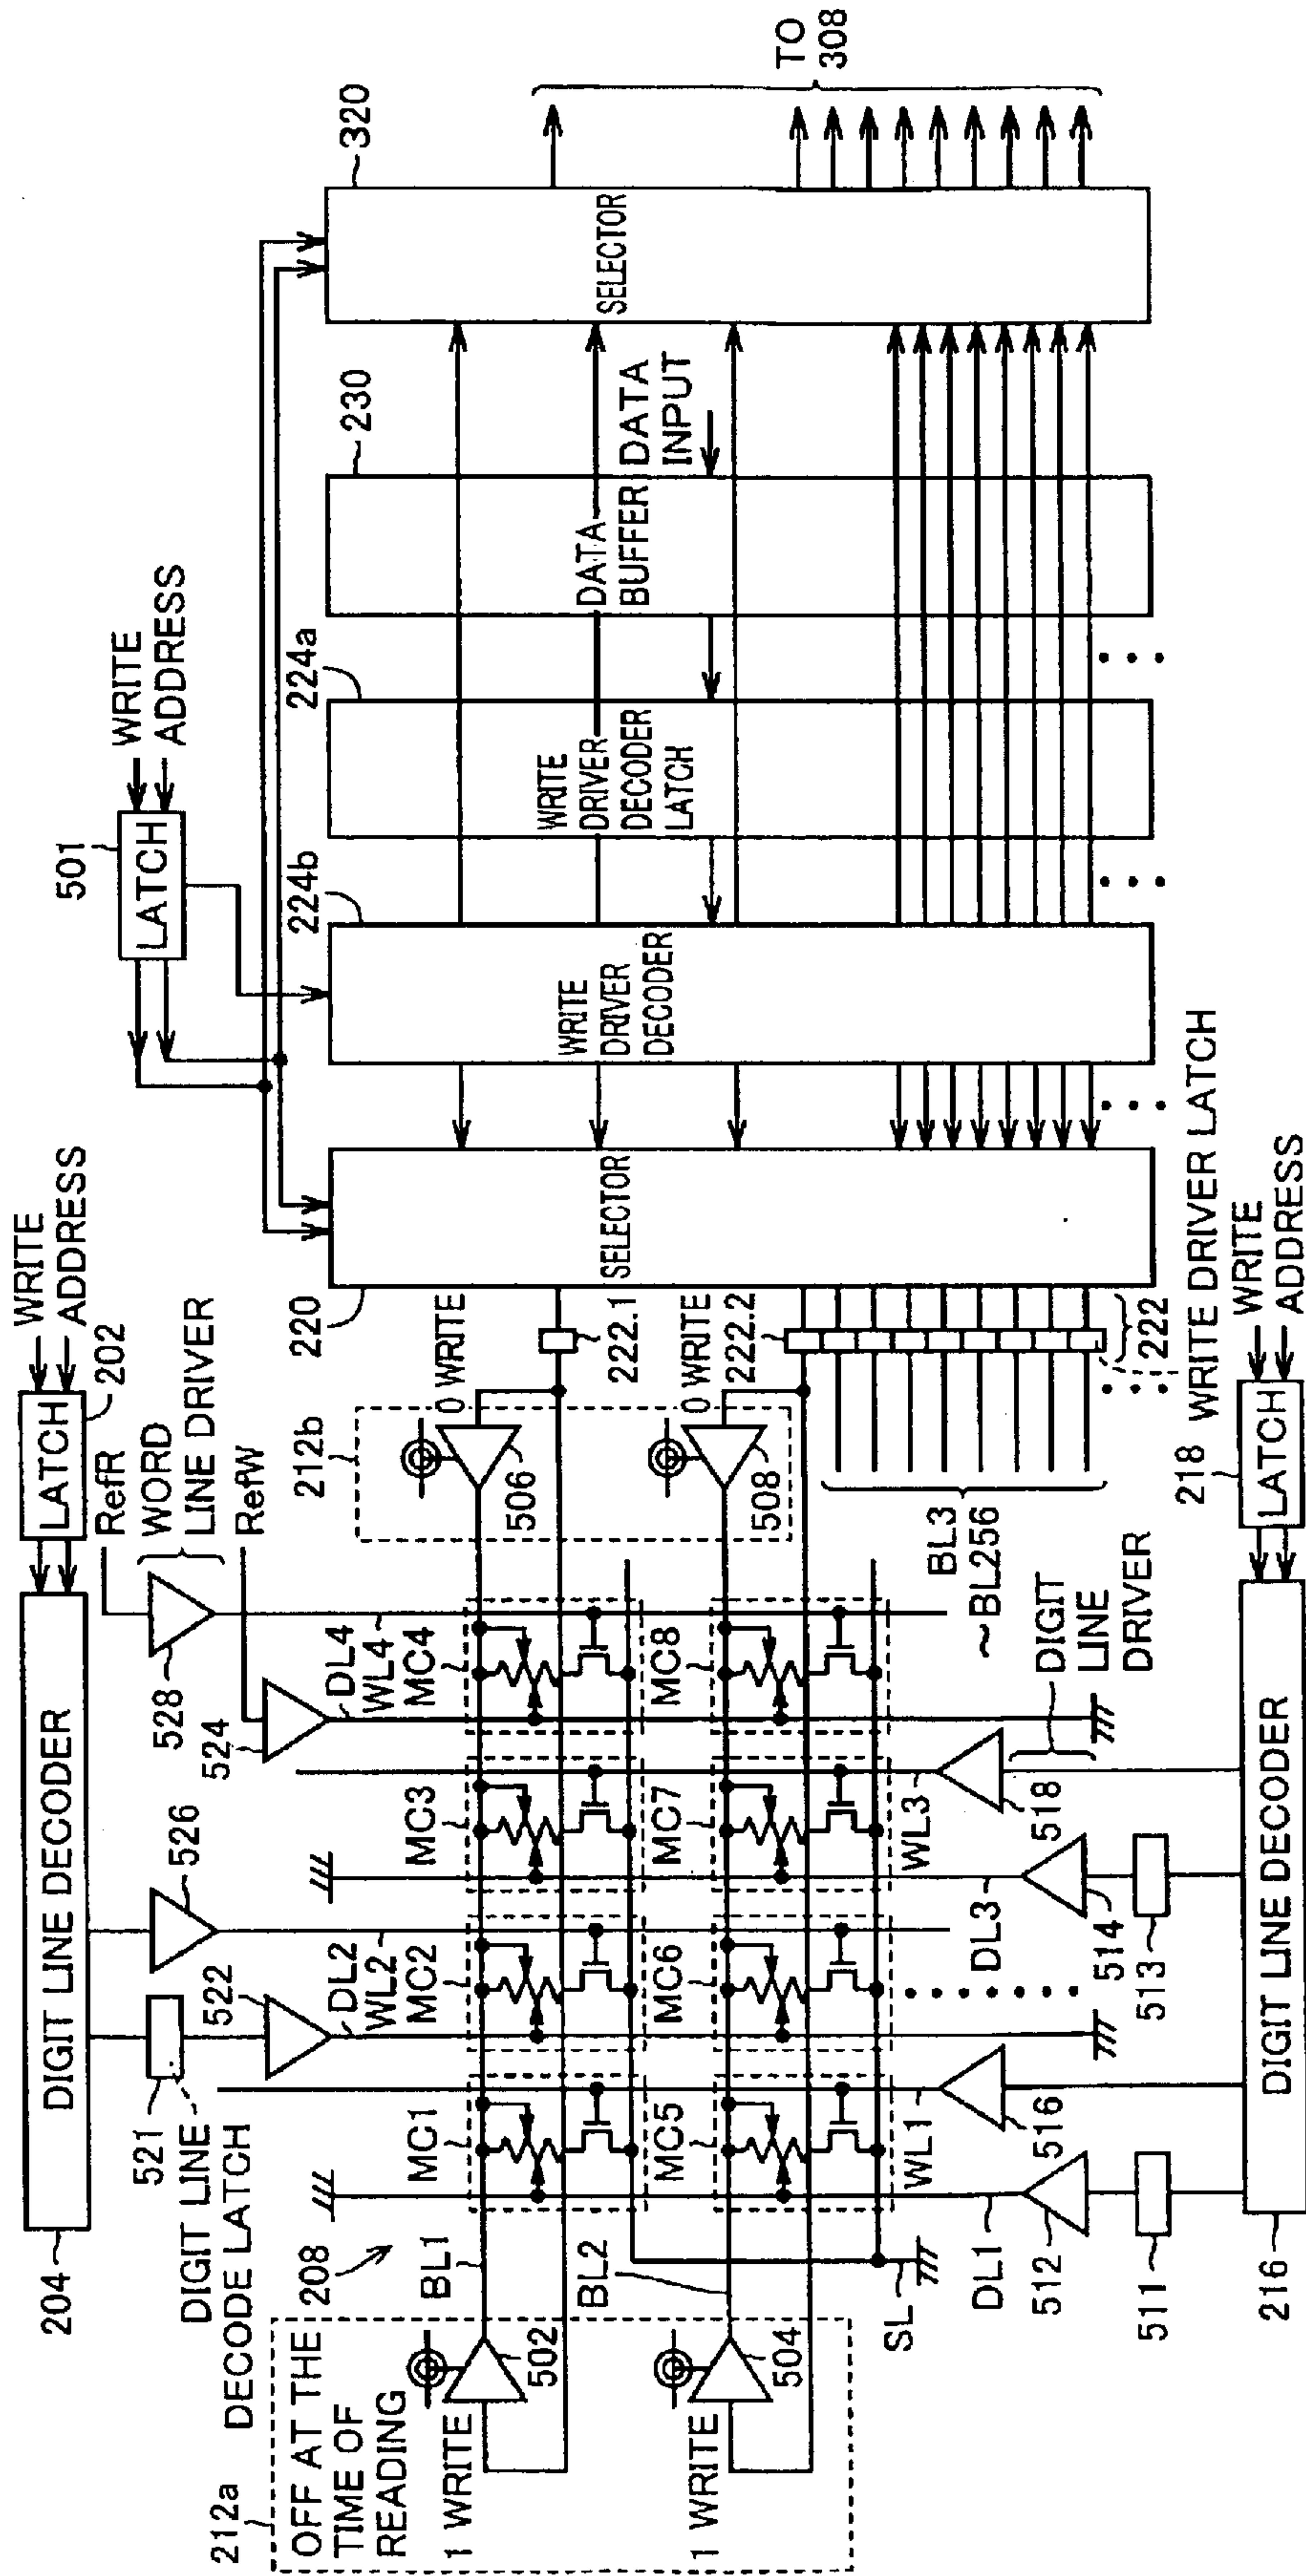 204
DIGIT LINE DECODER
LATCH
WRITE
ADDRESS
202
521
DIGIT LINE
DECODE LATCH
522
526
524
528
RefR
WORD
LINE DRIVER
RefW
DL2
WL2
DL4
WL4
501
LATCH
WRITE
ADDRESS
212a
OFF AT THE
TIME OF
READING
208
BL1
1 WRITE
502
MC1
MC2
MC3
MC4
212b
0 WRITE
506
222.1
BL2
1 WRITE
504
MC5
MC6
MC7
MC8
0 WRITE
508
222.2
220
SELECTOR
224b
WRITE
DRIVER
DECODER
224a
WRITE
DRIVER
DECODER
LATCH
230
DATA
BUFFER
DATA
INPUT
320
SELECTOR
TO
308
SL
DL1
WL1
DL3
WL3
BL3
~BL256
222
WRITE DRIVER LATCH
512
516
514
518
DIGIT
LINE
DRIVER
511
513
216
DIGIT LINE DECODER
218
LATCH
WRITE
ADDRESS